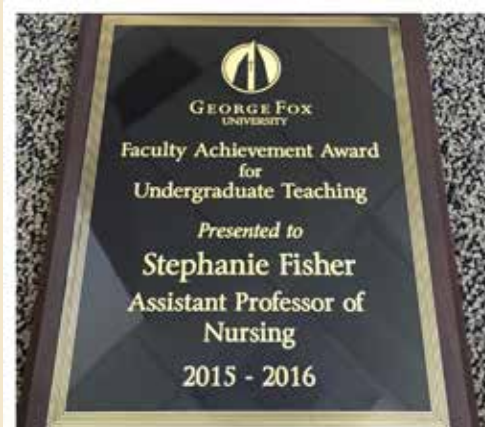 GEORGE FOX
UNIVERSITY
Faculty Achievement Award
for
Undergraduate Teaching
Presented to
Stephanie Fisher
Assistant Professor of
Nursing
2015 - 2016